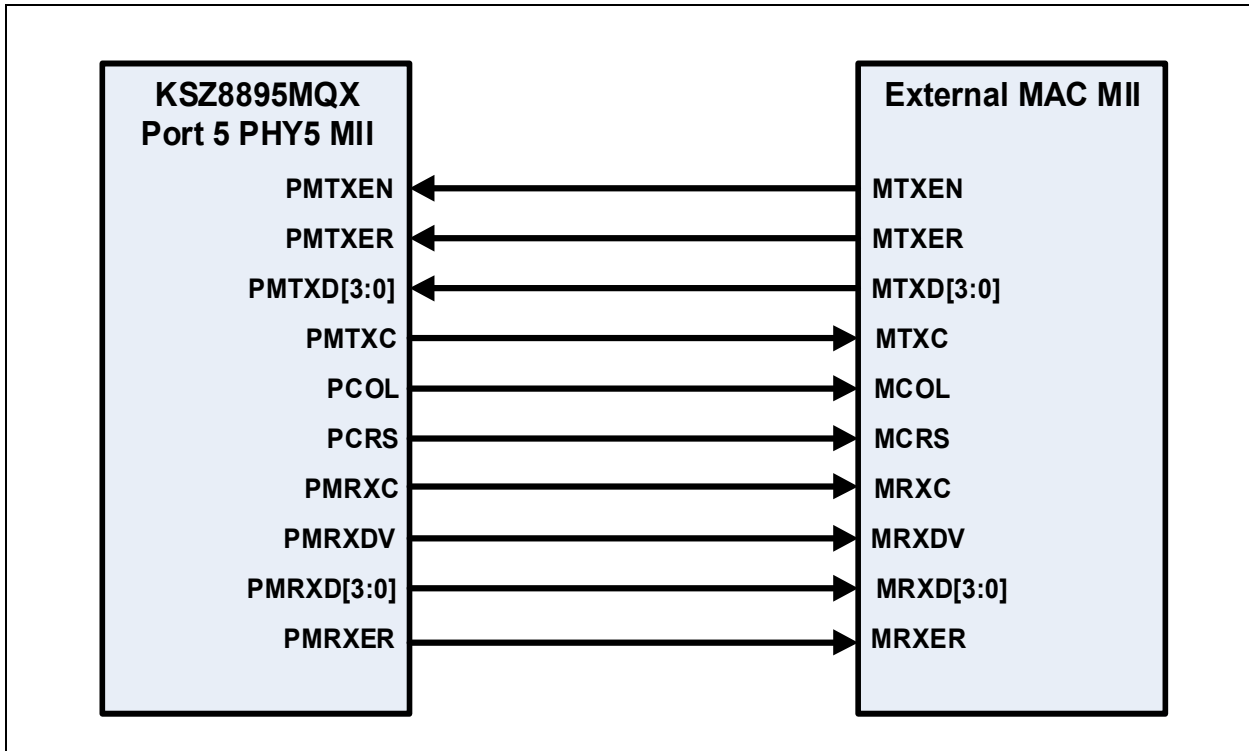 KSZ8895MQX
Port 5 PHY5 MII
External MAC MII
PMTXEN MTXEN
PMTXER MTXER
PMTXD[3:0] MTXD[3:0]
PMTXC MTXC
PCOL MCOL
PCRS MCRS
PMRXC MRXC
PMRXDV MRXDV
PMRXD[3:0] MRXD[3:0]
PMRXER MRXER